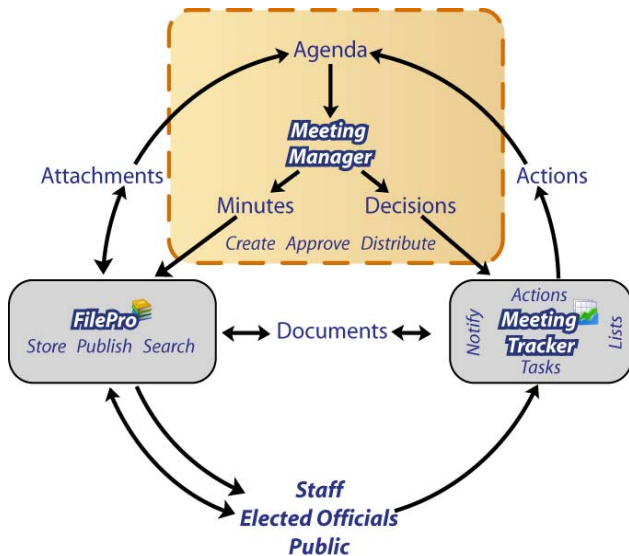 Agenda
Meeting
Manager
Attachments
Actions
Minutes
Decisions
Create Approve Distribute
FilePro
Store Publish Search
Documents
Actions
Notify
Meeting
Tracker
Lists
Tasks
Staff
Elected Officials
Public